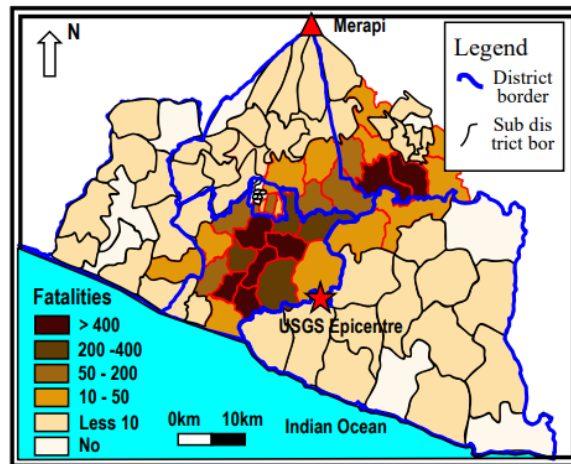 N
Merapi
Legend
District
border
Sub dis
trict bor
Fatalities
> 400
200 -400
50 - 200
10 - 50
Less 10
No
USGS Epicentre
0km 10km
Indian Ocean